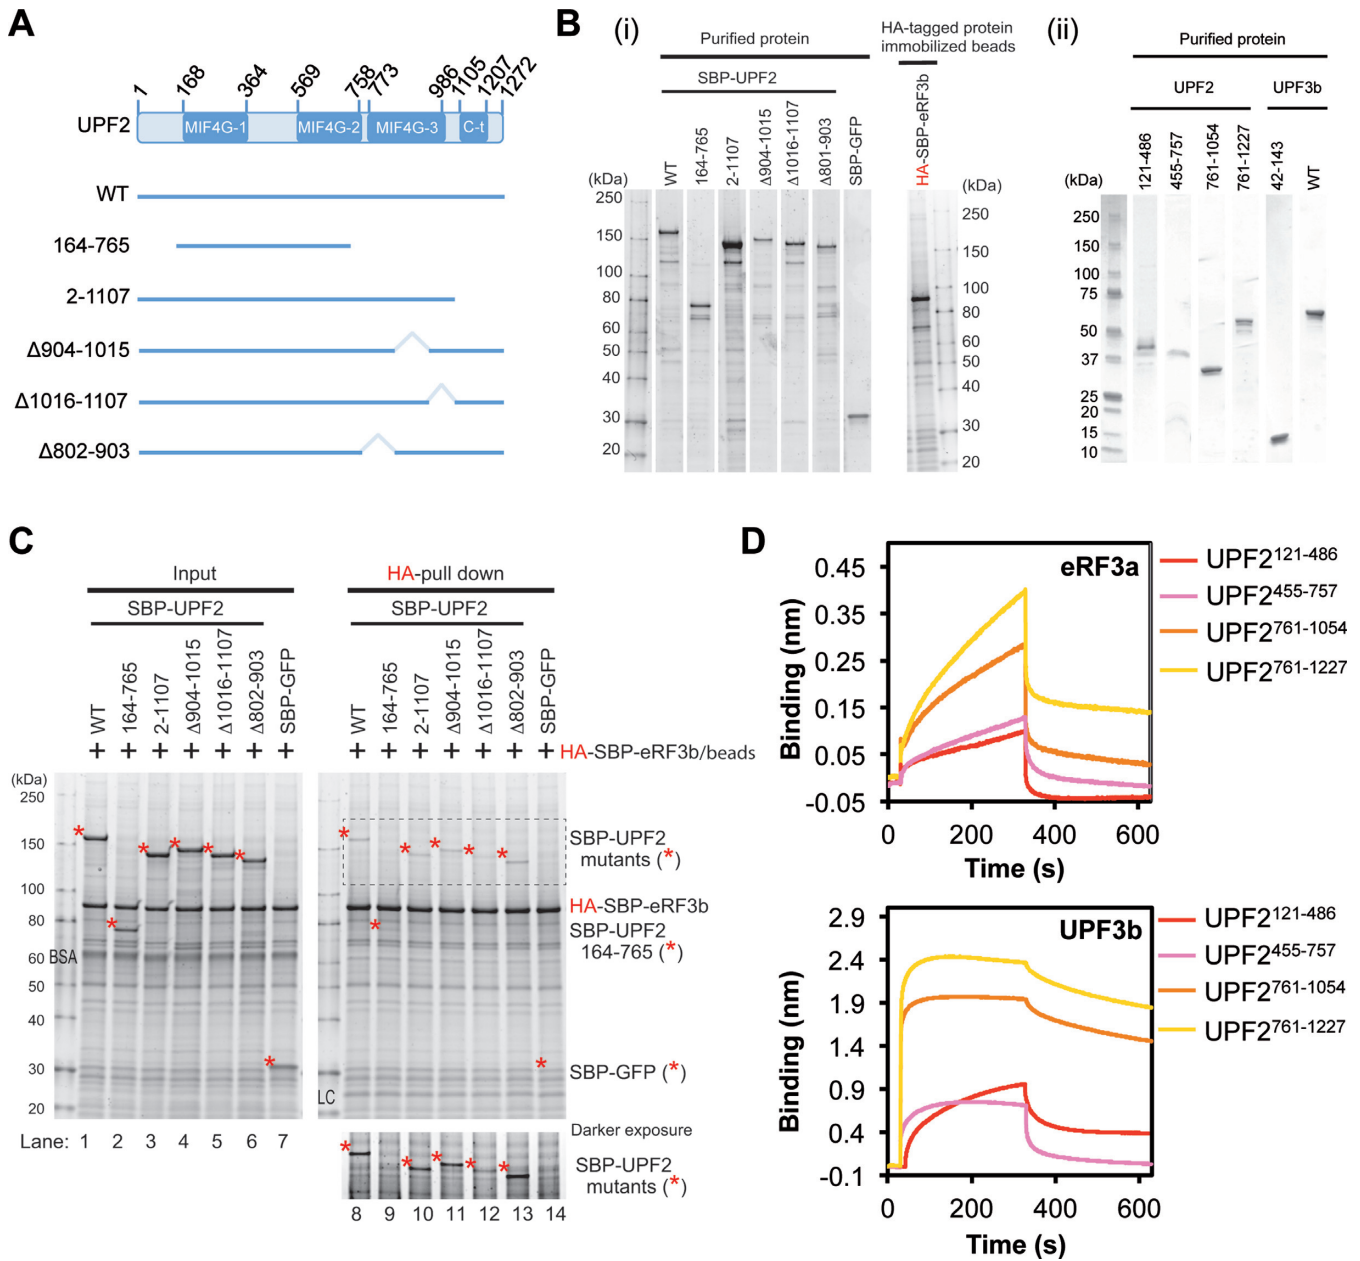 A
1 168 364 569 758 773 986 1105 1207 1272
UPF2 MIF4G-1 MIF4G-2 MIF4G-3 C-t
WT
164-765
2-1107
Δ904-1015
Δ1016-1107
Δ802-903
B
(i)
Purified protein
SBP-UPF2
WT
164-765
2-1107
Δ904-1015
Δ1016-1107
Δ801-903
SBP-GFP
(kDa)
250
150
100
80
60
50
40
30
20
HA-tagged protein
immobilized beads
HA-SBP-eRF3b
(kDa)
250
150
100
80
60
50
40
30
20
(ii)
Purified protein
UPF2 UPF3b
121-486
455-757
761-1054
761-1227
42-143
WT
(kDa)
250
150
100
75
50
37
25
20
15
10
C
Input
SBP-UPF2
WT
164-765
2-1107
Δ904-1015
Δ1016-1107
Δ802-903
SBP-GFP
+ + + + + + +
(kDa)
250
150
100
80
60 BSA
50
40
30
20
* * * * * * *
Lane: 1 2 3 4 5 6 7
HA-pull down
SBP-UPF2
WT
164-765
2-1107
Δ904-1015
Δ1016-1107
Δ802-903
SBP-GFP
+ + + + + + + HA-SBP-eRF3b/beads
* * * * * * *
SBP-UPF2
mutants (*)
HA-SBP-eRF3b
SBP-UPF2
164-765 (*)
SBP-GFP (*)
LC
Darker exposure
* * * * *
SBP-UPF2
mutants (*)
8 9 10 11 12 13 14
D
eRF3a
Binding (nm)
0.45
0.35
0.25
0.15
0.05
-0.05
0 200 400 600
Time (s)
UPF2121-486
UPF2455-757
UPF2761-1054
UPF2761-1227
UPF3b
Binding (nm)
2.9
2.4
1.9
1.4
0.9
0.4
-0.1
0 200 400 600
Time (s)
UPF2121-486
UPF2455-757
UPF2761-1054
UPF2761-1227